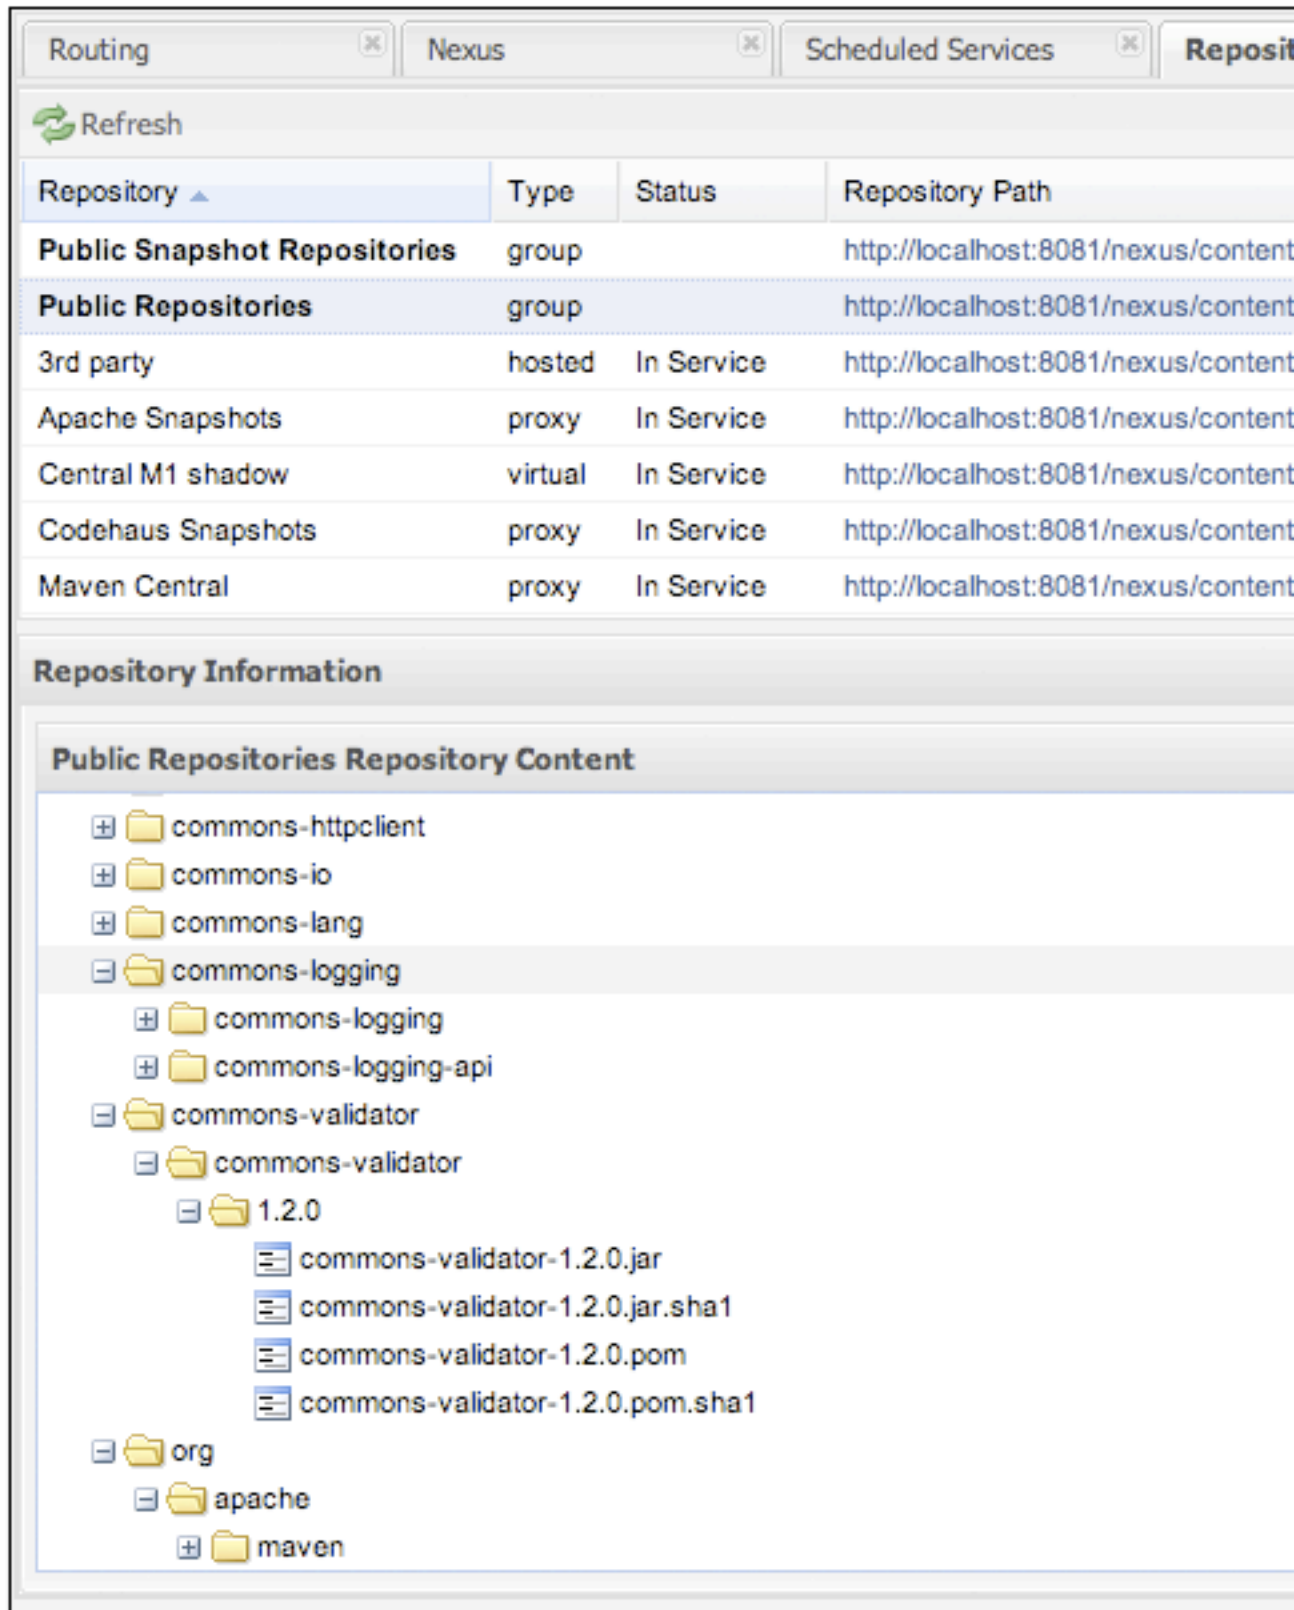 Routing Nexus Scheduled Services Reposit
Refresh
Repository Type Status Repository Path
Public Snapshot Repositories group http://localhost:8081/nexus/content
Public Repositories group http://localhost:8081/nexus/content
3rd party hosted In Service http://localhost:8081/nexus/content
Apache Snapshots proxy In Service http://localhost:8081/nexus/content
Central M1 shadow virtual In Service http://localhost:8081/nexus/content
Codehaus Snapshots proxy In Service http://localhost:8081/nexus/content
Maven Central proxy In Service http://localhost:8081/nexus/content
Repository Information
Public Repositories Repository Content
commons-httpclient
commons-io
commons-lang
commons-logging
commons-logging
commons-logging-api
commons-validator
commons-validator
1.2.0
commons-validator-1.2.0.jar
commons-validator-1.2.0.jar.sha1
commons-validator-1.2.0.pom
commons-validator-1.2.0.pom.sha1
org
apache
maven